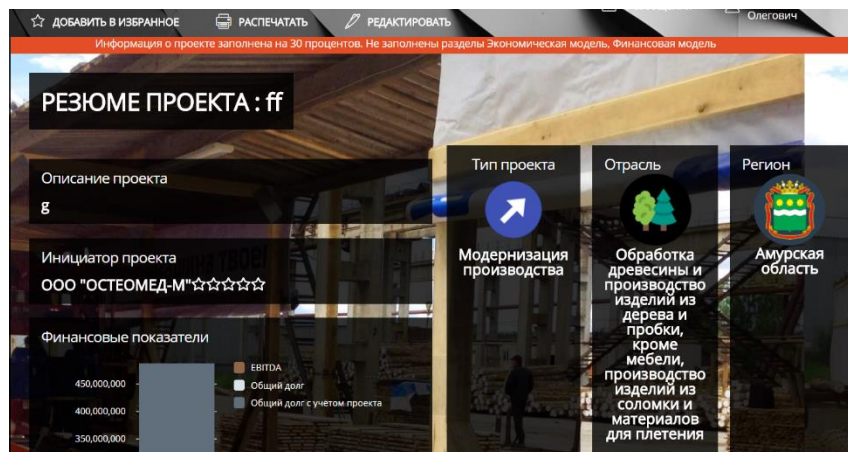 ДОБАВИТЬ В ИЗБРАННОЕ
РАСПЕЧАТАТЬ
РЕДАКТИРОВАТЬ
Олегович
Информация о проекте заполнена на 30 процентов. Не заполнены разделы Экономическая модель, Финансовая модель
РЕЗЮМЕ ПРОЕКТА : ff
Описание проекта
g
Инициатор проекта
ООО "ОСТЕОМЕД-М"☆☆☆☆☆
Финансовые показатели
EBITDA
Общий долг
Общий долг с учетом проекта
450,000,000
400,000,000
350,000,000
Тип проекта
Модернизация
производства
Отрасль
Обработка
древесины и
производство
изделий из
дерева и
пробки,
кроме
мебели,
производство
изделий из
соломки и
материалов
для плетения
Регион
Амурская
область